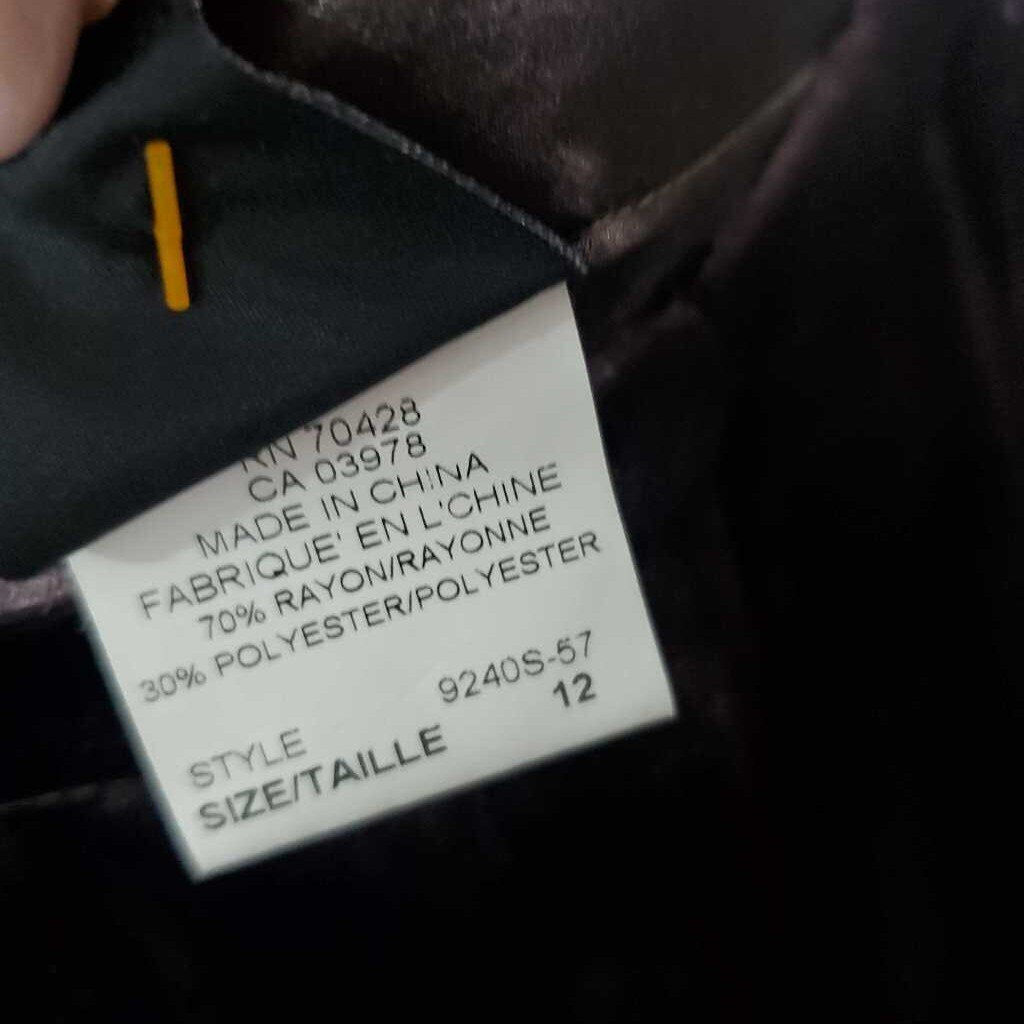 RN 70428
CA 03978
MADE IN CHINA
FABRIQUE' EN L'CHINE
70% RAYON/RAYONNE
30% POLYESTER/POLYESTER
STYLE 9240S-57
SIZE/TAILLE 12